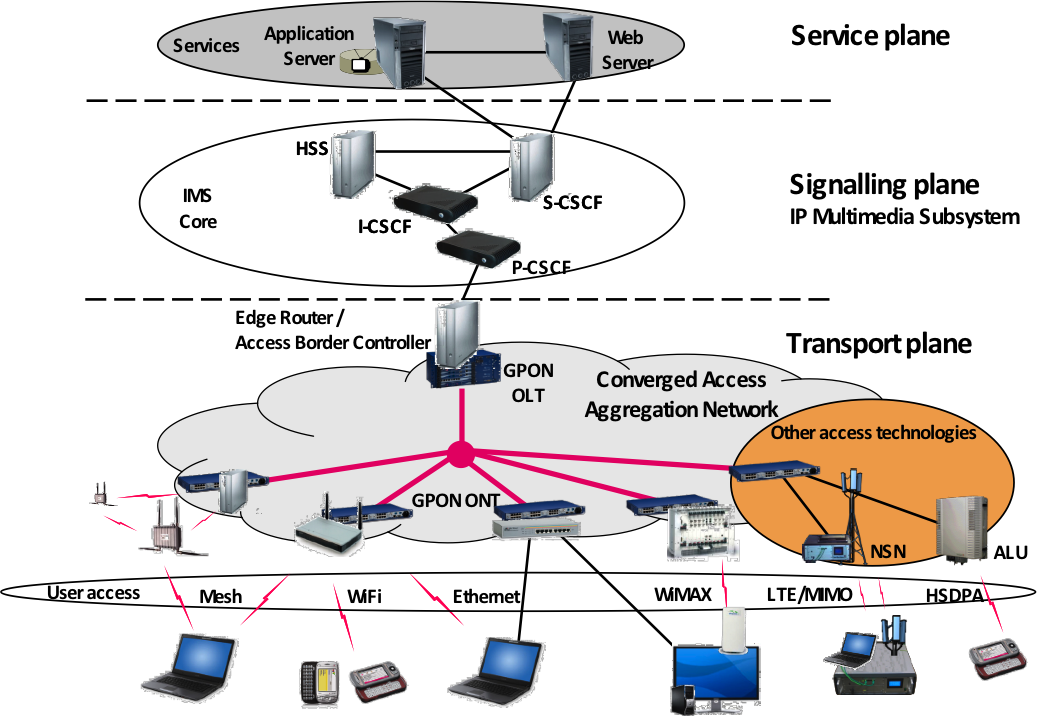 Service plane
Services
Application
Server
Web
Server
HSS
IMS
Core
S-CSCF
I-CSCF
P-CSCF
Signalling plane
IP Multimedia Subsystem
Edge Router /
Access Border Controller
Transport plane
GPON
OLT
Converged Access
Aggregation Network
Other access technologies
GPON ONT
NSN
ALU
User access
Mesh
WiFi
Ethernet
WiMAX
LTE/MIMO
HSDPA